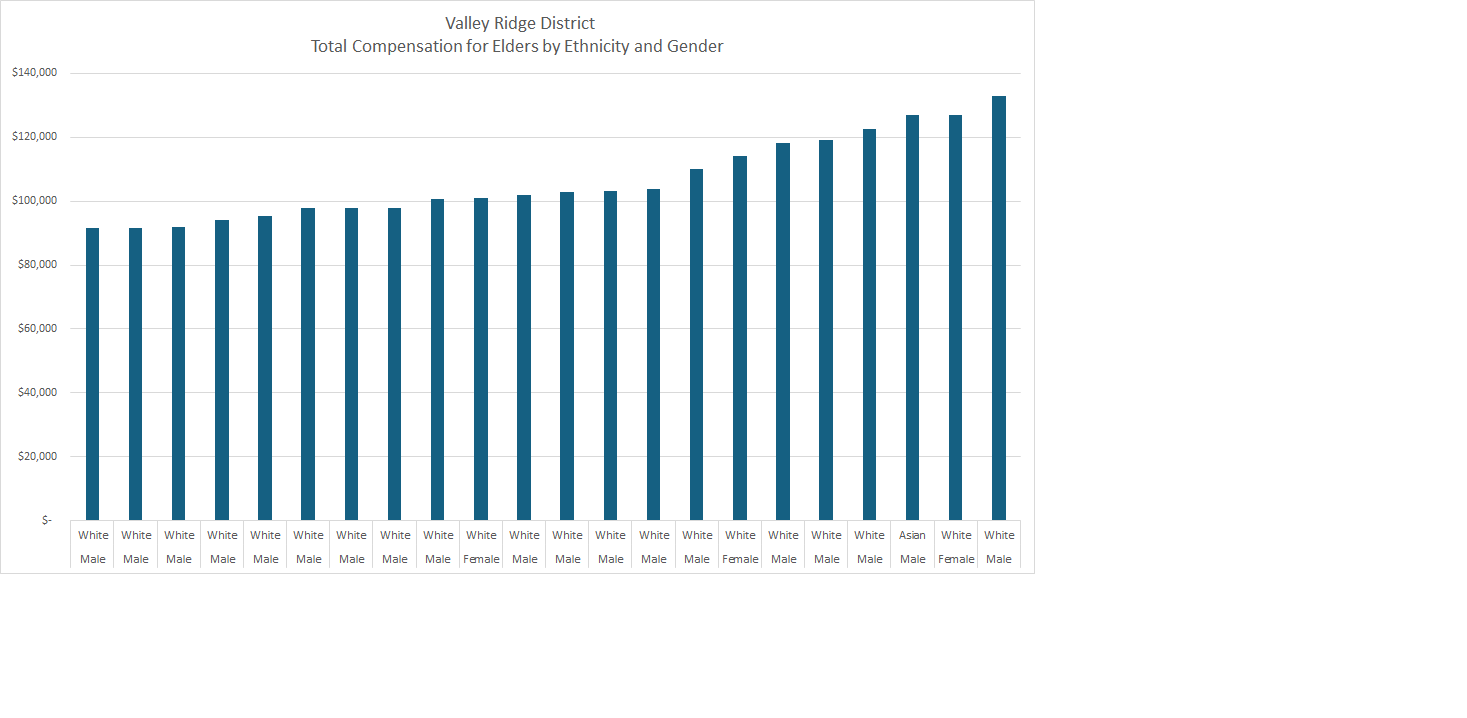 Valley Ridge District
Total Compensation for Elders by Ethnicity and Gender
$140,000
$120,000
$100,000
$80,000
$60,000
$40,000
$20,000
$-
White White White White White White White White White White White White White White White White White White White Asian White White
Male Male Male Male Male Male Male Male Male Female Male Male Male Male Male Female Male Male Male Male Female Male